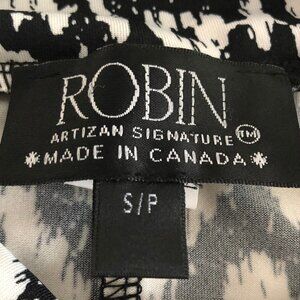 ROBIN
ARTIZAN SIGNATURE TM
*MADE IN CANADA*
S/P